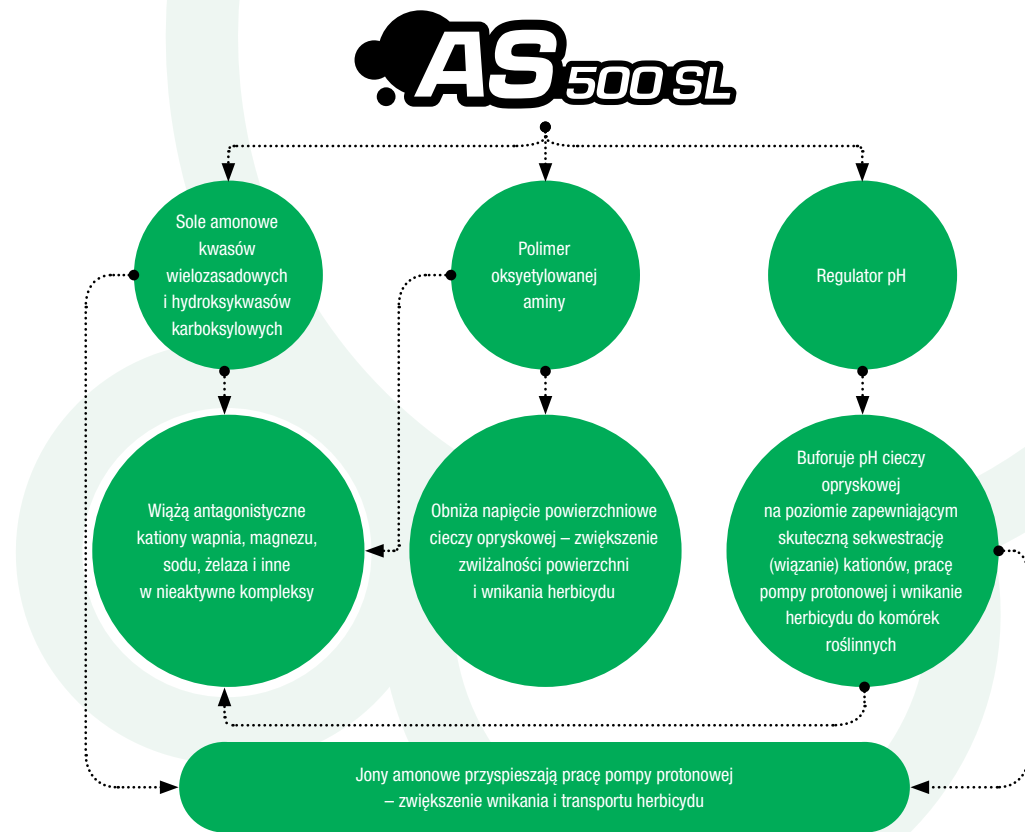 AS 500 SL
Sole amonowe
kwasów
wielozasadowych
i hydroksykwasów
karboksylowych
Polimer
oksyetylowanej
aminy
Regulator pH
Wiążą antagonistyczne
kationy wapnia, magnezu,
sodu, żelaza i inne
w nieaktywne kompleksy
Obniża napięcie powierzchniowe
cieczy opryskowej – zwiększenie
zwilżalności powierzchni
i wnikania herbicydu
Buforuje pH cieczy
opryskowej
na poziomie zapewniającym
skuteczną sekwestrację
(wiązanie) kationów, pracę
pompy protonowej i wnikanie
herbicydu do komórek
roślinnych
Jony amonowe przyspieszają pracę pompy protonowej
– zwiększenie wnikania i transportu herbicydu